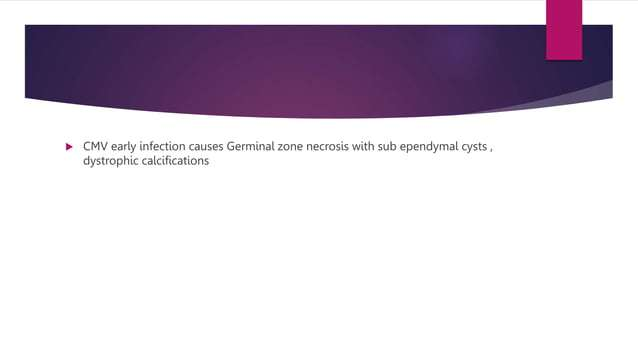 CMV early infection causes Germinal zone necrosis with sub ependymal cysts ,
dystrophic calcifications